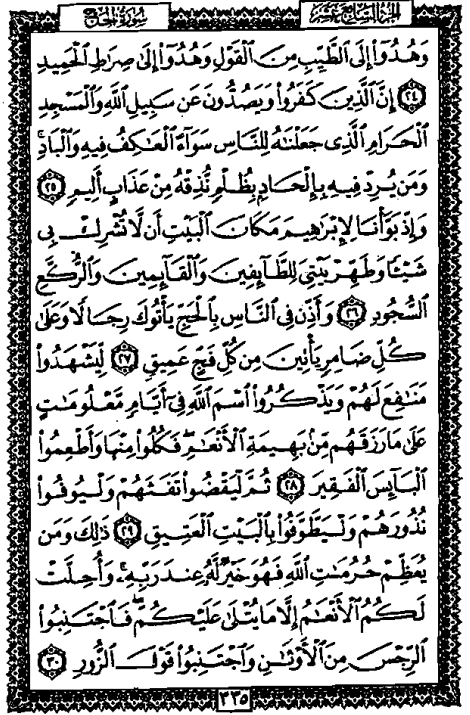 الجزء السابع عشر
سورة الحج
وَهُدُوٓا۟ إِلَى ٱلطَّيِّبِ مِنَ ٱلْقَوْلِ وَهُدُوٓا۟ إِلَىٰ صِرَٰطِ ٱلْحَمِيدِ
﴿٢٤﴾ إِنَّ ٱلَّذِينَ كَفَرُوا۟ وَيَصُدُّونَ عَن سَبِيلِ ٱللَّهِ وَٱلْمَسْجِدِ
ٱلْحَرَامِ ٱلَّذِى جَعَلْنَٰهُ لِلنَّاسِ سَوَآءً ٱلْعَٰكِفُ فِيهِ وَٱلْبَادِ ۚ
وَمَن يُرِدْ فِيهِ بِإِلْحَادٍۭ بِظُلْمٍ نُّذِقْهُ مِنْ عَذَابٍ أَلِيمٍ ﴿٢٥﴾
وَإِذْ بَوَّأْنَا لِإِبْرَٰهِيمَ مَكَانَ ٱلْبَيْتِ أَن لَّا تُشْرِكْ بِى
شَيْـًٔا وَطَهِّرْ بَيْتِىَ لِلطَّآئِفِينَ وَٱلْقَآئِمِينَ وَٱلرُّكَّعِ
ٱلسُّجُودِ ﴿٢٦﴾ وَأَذِّن فِى ٱلنَّاسِ بِٱلْحَجِّ يَأْتُوكَ رِجَالًا وَعَلَىٰ
كُلِّ ضَامِرٍ يَأْتِينَ مِن كُلِّ فَجٍّ عَمِيقٍ ﴿٢٧﴾ لِّيَشْهَدُوا۟
مَنَٰفِعَ لَهُمْ وَيَذْكُرُوا۟ ٱسْمَ ٱللَّهِ فِىٓ أَيَّامٍ مَّعْلُومَٰتٍ
عَلَىٰ مَا رَزَقَهُم مِّنۢ بَهِيمَةِ ٱلْأَنْعَٰمِ ۖ فَكُلُوا۟ مِنْهَا وَأَطْعِمُوا۟
ٱلْبَآئِسَ ٱلْفَقِيرَ ﴿٢٨﴾ ثُمَّ لْيَقْضُوا۟ تَفَثَهُمْ وَلْيُوفُوا۟
نُذُورَهُمْ وَلْيَطَّوَّفُوا۟ بِٱلْبَيْتِ ٱلْعَتِيقِ ﴿٢٩﴾ ذَٰلِكَ وَمَن
يُعَظِّمْ حُرُمَٰتِ ٱللَّهِ فَهُوَ خَيْرٌ لَّهُۥ عِندَ رَبِّهِۦ ۗ وَأُحِلَّتْ
لَكُمُ ٱلْأَنْعَٰمُ إِلَّا مَا يُتْلَىٰ عَلَيْكُمْ ۖ فَٱجْتَنِبُوا۟
ٱلرِّجْسَ مِنَ ٱلْأَوْثَٰنِ وَٱجْتَنِبُوا۟ قَوْلَ ٱلزُّورِ ﴿٣٠﴾
٣٣٥